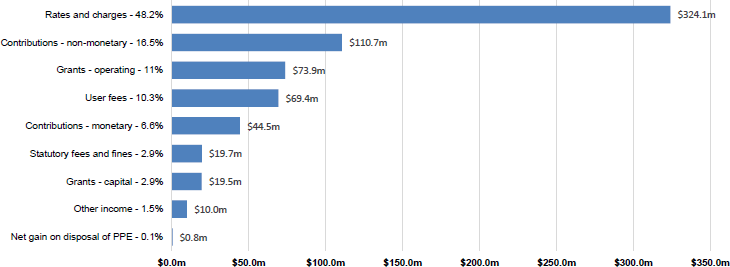 Rates and charges - 48.2% $324.1m
Contributions - non-monetary - 16.5% $110.7m
Grants - operating - 11% $73.9m
User fees - 10.3% $69.4m
Contributions - monetary - 6.6% $44.5m
Statutory fees and fines - 2.9% $19.7m
Grants - capital - 2.9% $19.5m
Other income - 1.5% $10.0m
Net gain on disposal of PPE - 0.1% $0.8m
$0.0m $50.0m $100.0m $150.0m $200.0m $250.0m $300.0m $350.0m